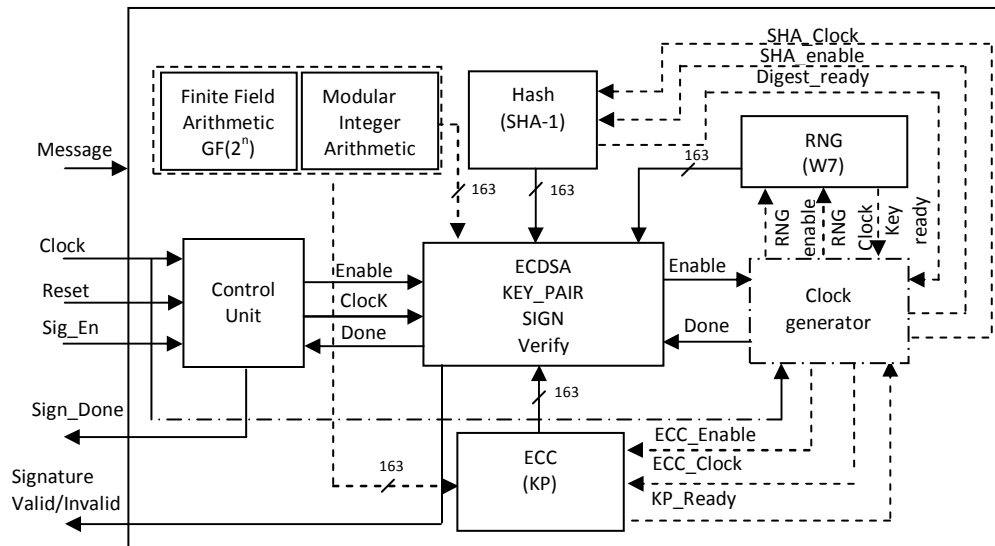 SHA_Clock
SHA_enable
Digest_ready
Finite Field
Arithmetic
GF(2ⁿ)
Modular
Integer
Arithmetic
Hash
(SHA-1)
RNG
(W7)
Message
163
163
163
RNG
enable
RNG
Clock
Key
ready
Clock
Reset
Sig_En
Control
Unit
Enable
ClocK
Done
ECDSA
KEY_PAIR
SIGN
Verify
Enable
Done
Clock
generator
163
Sign_Done
ECC_Enable
ECC_Clock
KP_Ready
163
ECC
(KP)
Signature
Valid/Invalid